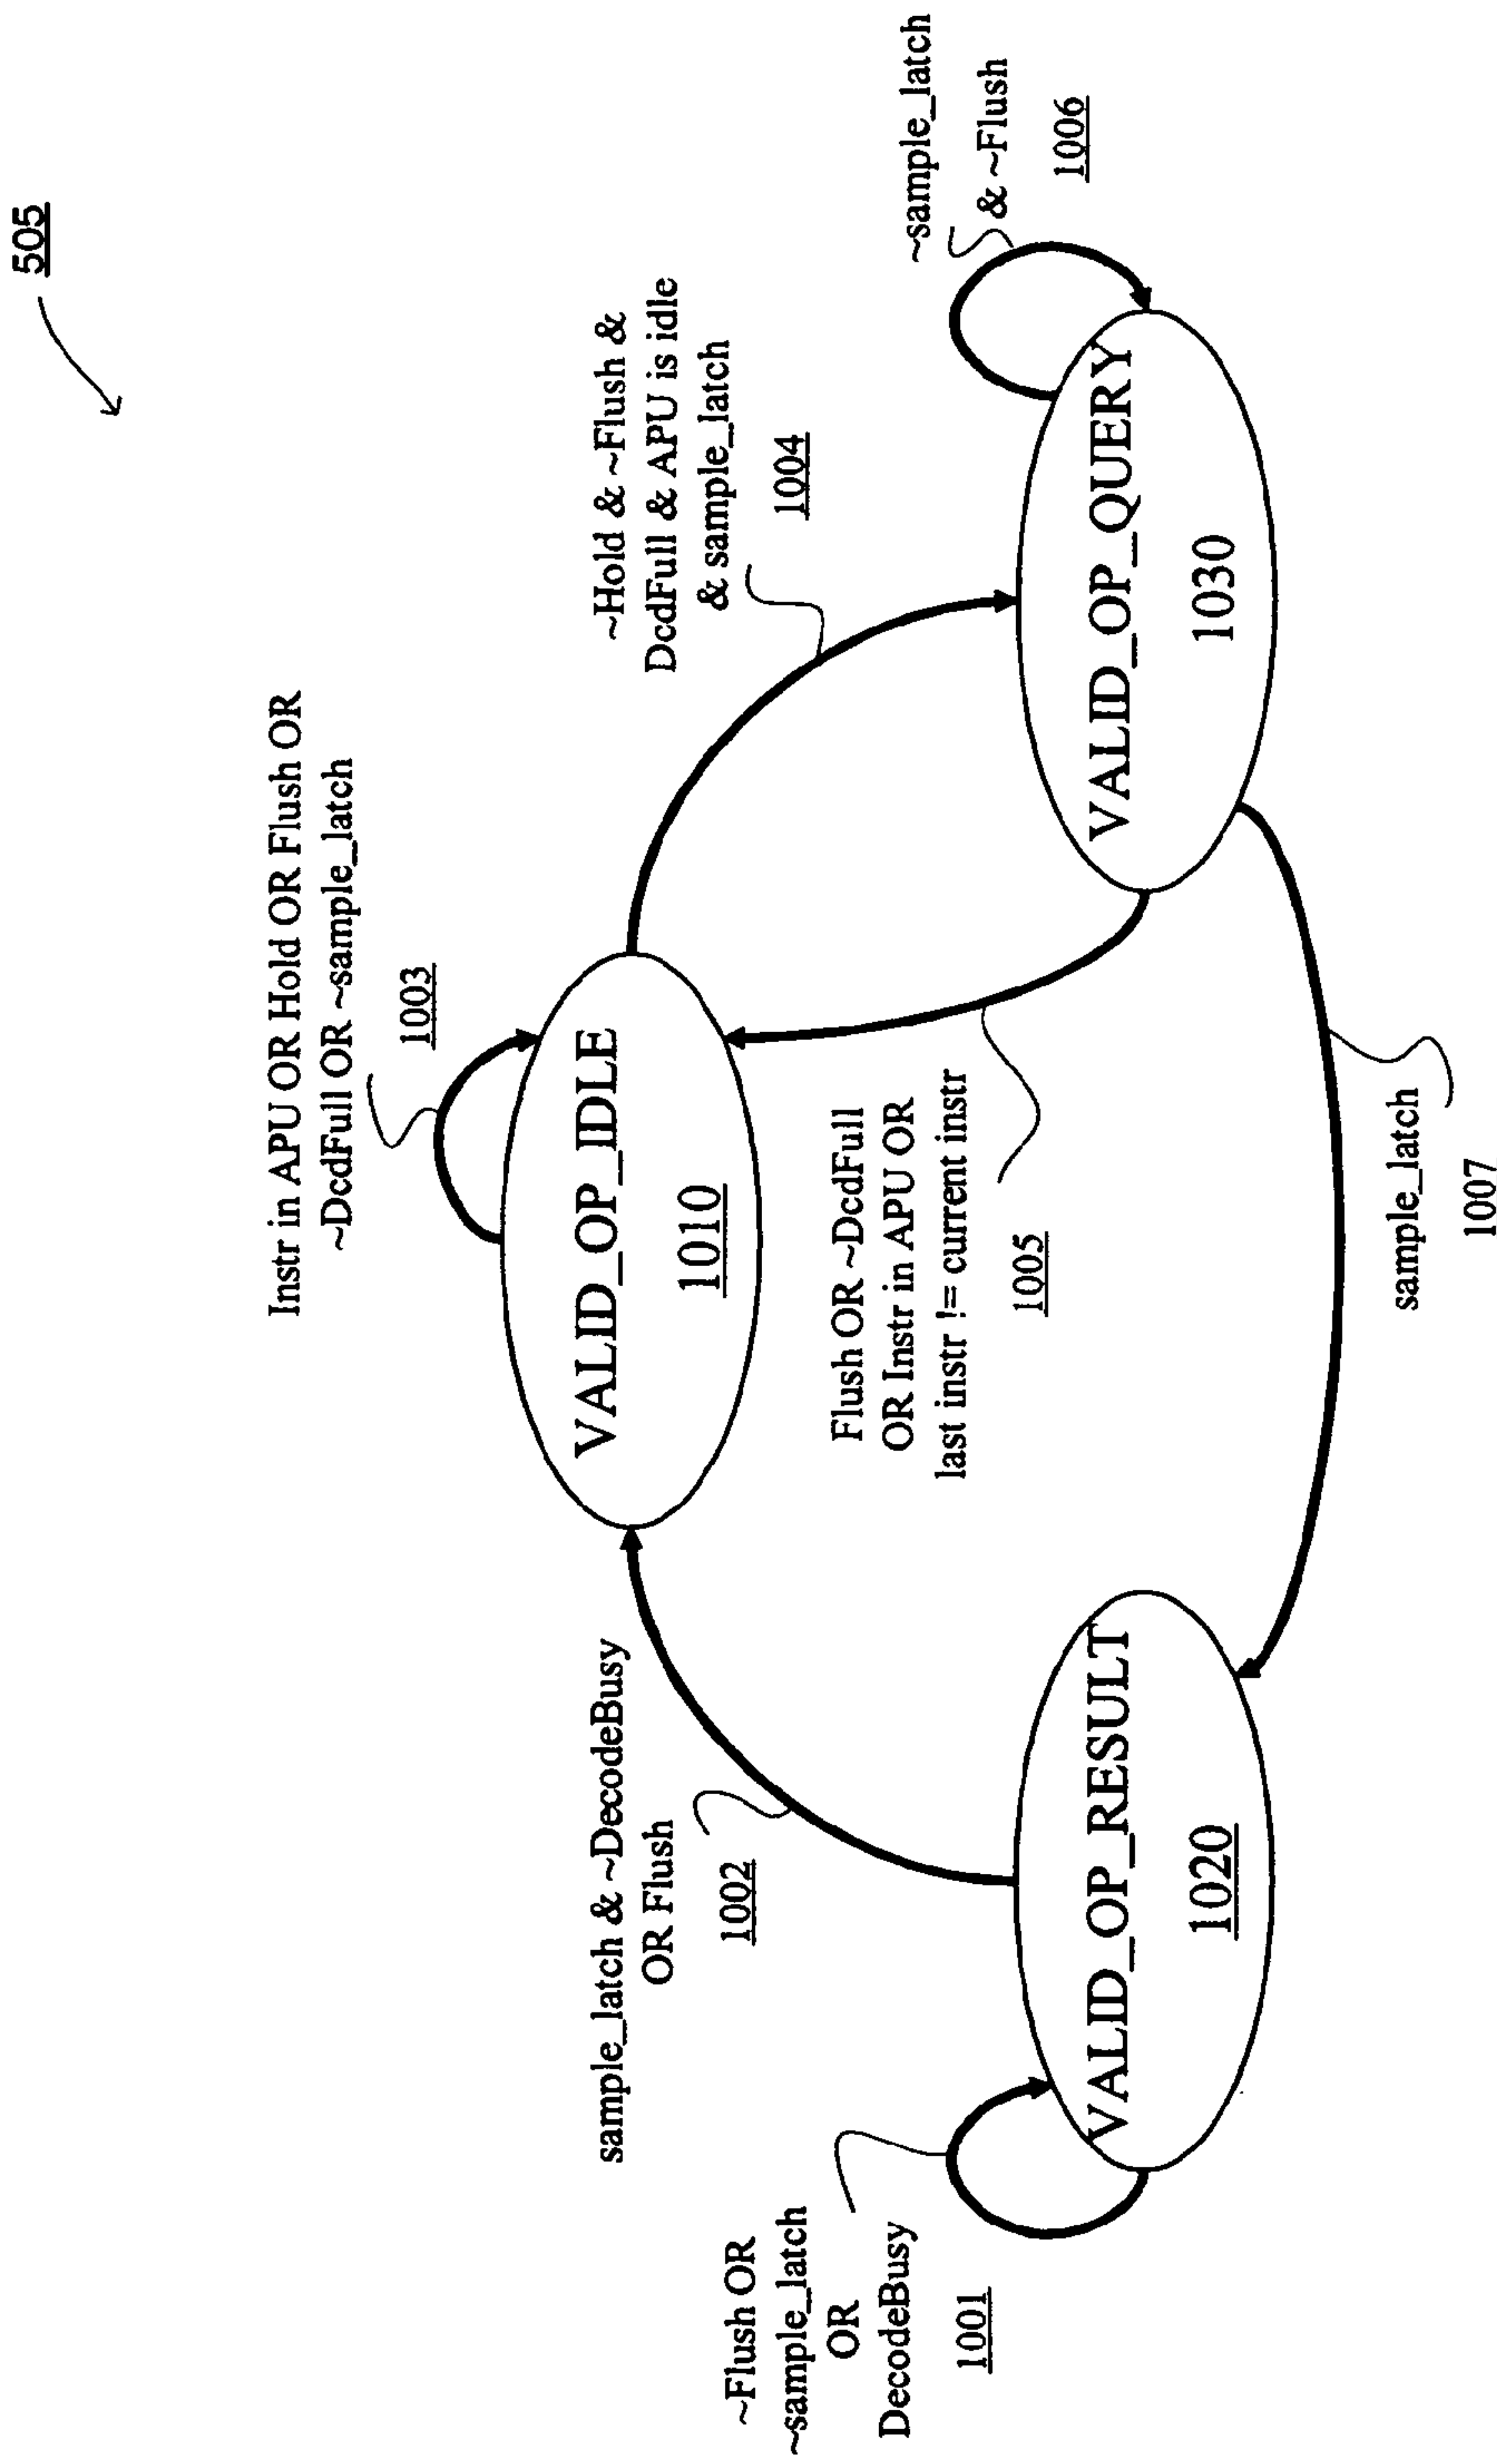 505
Instr in APU OR Hold OR Flush OR
~DcdFull OR ~sample_latch
1003
~Hold & ~Flush &
DcdFull & APU is idle
& sample_latch
1004
sample_latch & ~DecodeBusy
OR Flush
1002
VALID_OP_IDLE
1010
~Flush OR
~sample_latch
OR
DecodeBusy
1001
Flush OR ~DcdFull
OR Instr in APU OR
last instr != current instr
1005
~sample_latch
& ~Flush
1006
VALID_OP_RESULT
1020
VALID_OP_QUERY
1030
sample_latch
1007